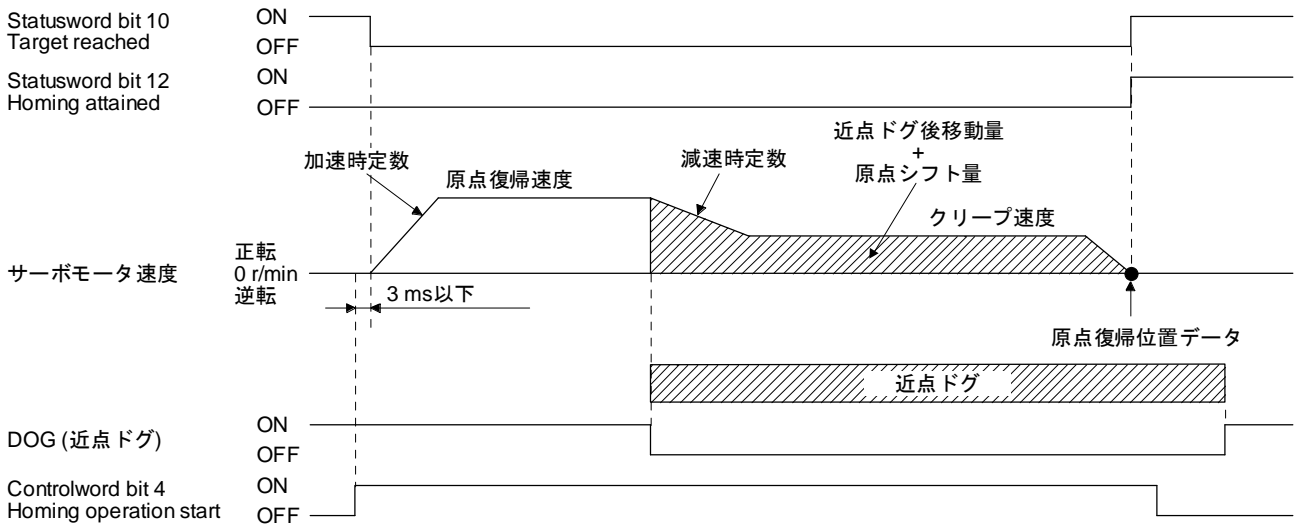 Statusword bit 10
Target reached
ON
OFF
Statusword bit 12
Homing attained
ON
OFF
近点ドグ後移動量
+
原点シフト量
加速時定数
原点復帰速度
減速時定数
クリープ速度
サーボモータ速度
正転
0 r/min
逆転
3 ms以下
原点復帰位置データ
近点ドグ
DOG (近点ドグ)
ON
OFF
Controlword bit 4
Homing operation start
ON
OFF